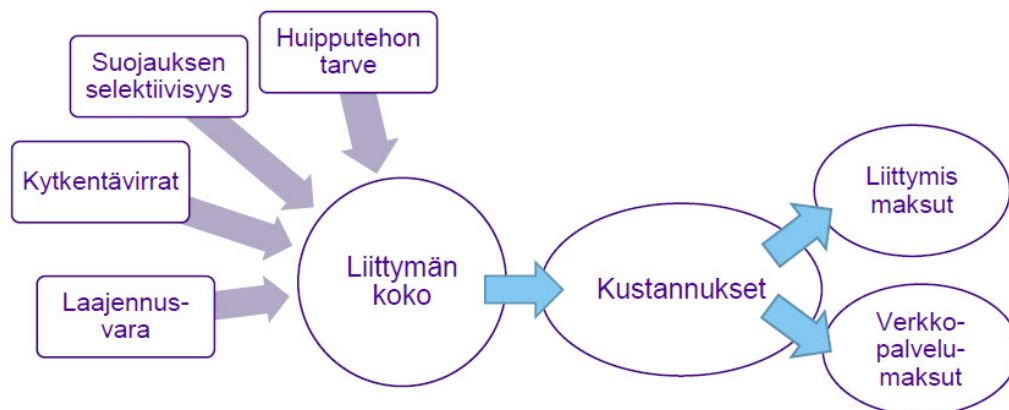 Huipputehon
tarve
Suojauksen
selektiivisyys
Kytkentävirrat
Laajennus-
vara
Liittymän
koko
Kustannukset
Liittymis
maksut
Verkko-
palvelu-
maksut